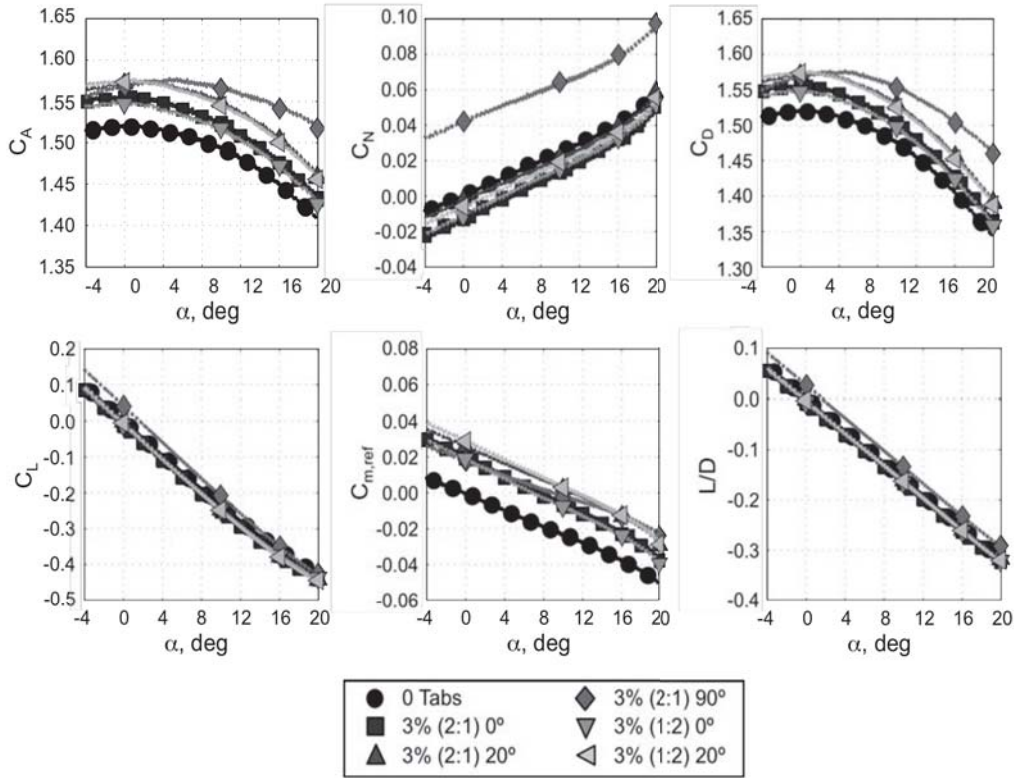 1.65
1.60
1.55
1.50
1.45
1.40
1.35
C_A
-4 0 4 8 12 16 20
α, deg
0.10
0.08
0.06
0.04
0.02
0.00
-0.02
-0.04
C_N
-4 0 4 8 12 16 20
α, deg
1.65
1.60
1.55
1.50
1.45
1.40
1.35
1.30
C_D
-4 0 4 8 12 16 20
α, deg
0.2
0.1
0.0
-0.1
-0.2
-0.3
-0.4
-0.5
C_L
-4 0 4 8 12 16 20
α, deg
0.08
0.06
0.04
0.02
0.00
-0.02
-0.04
-0.06
C_m,ref
-4 0 4 8 12 16 20
α, deg
0.1
0.0
-0.1
-0.2
-0.3
-0.4
L/D
-4 0 4 8 12 16 20
α, deg
0 Tabs
3% (2:1) 0º
3% (2:1) 20º
3% (2:1) 90º
3% (1:2) 0º
3% (1:2) 20º